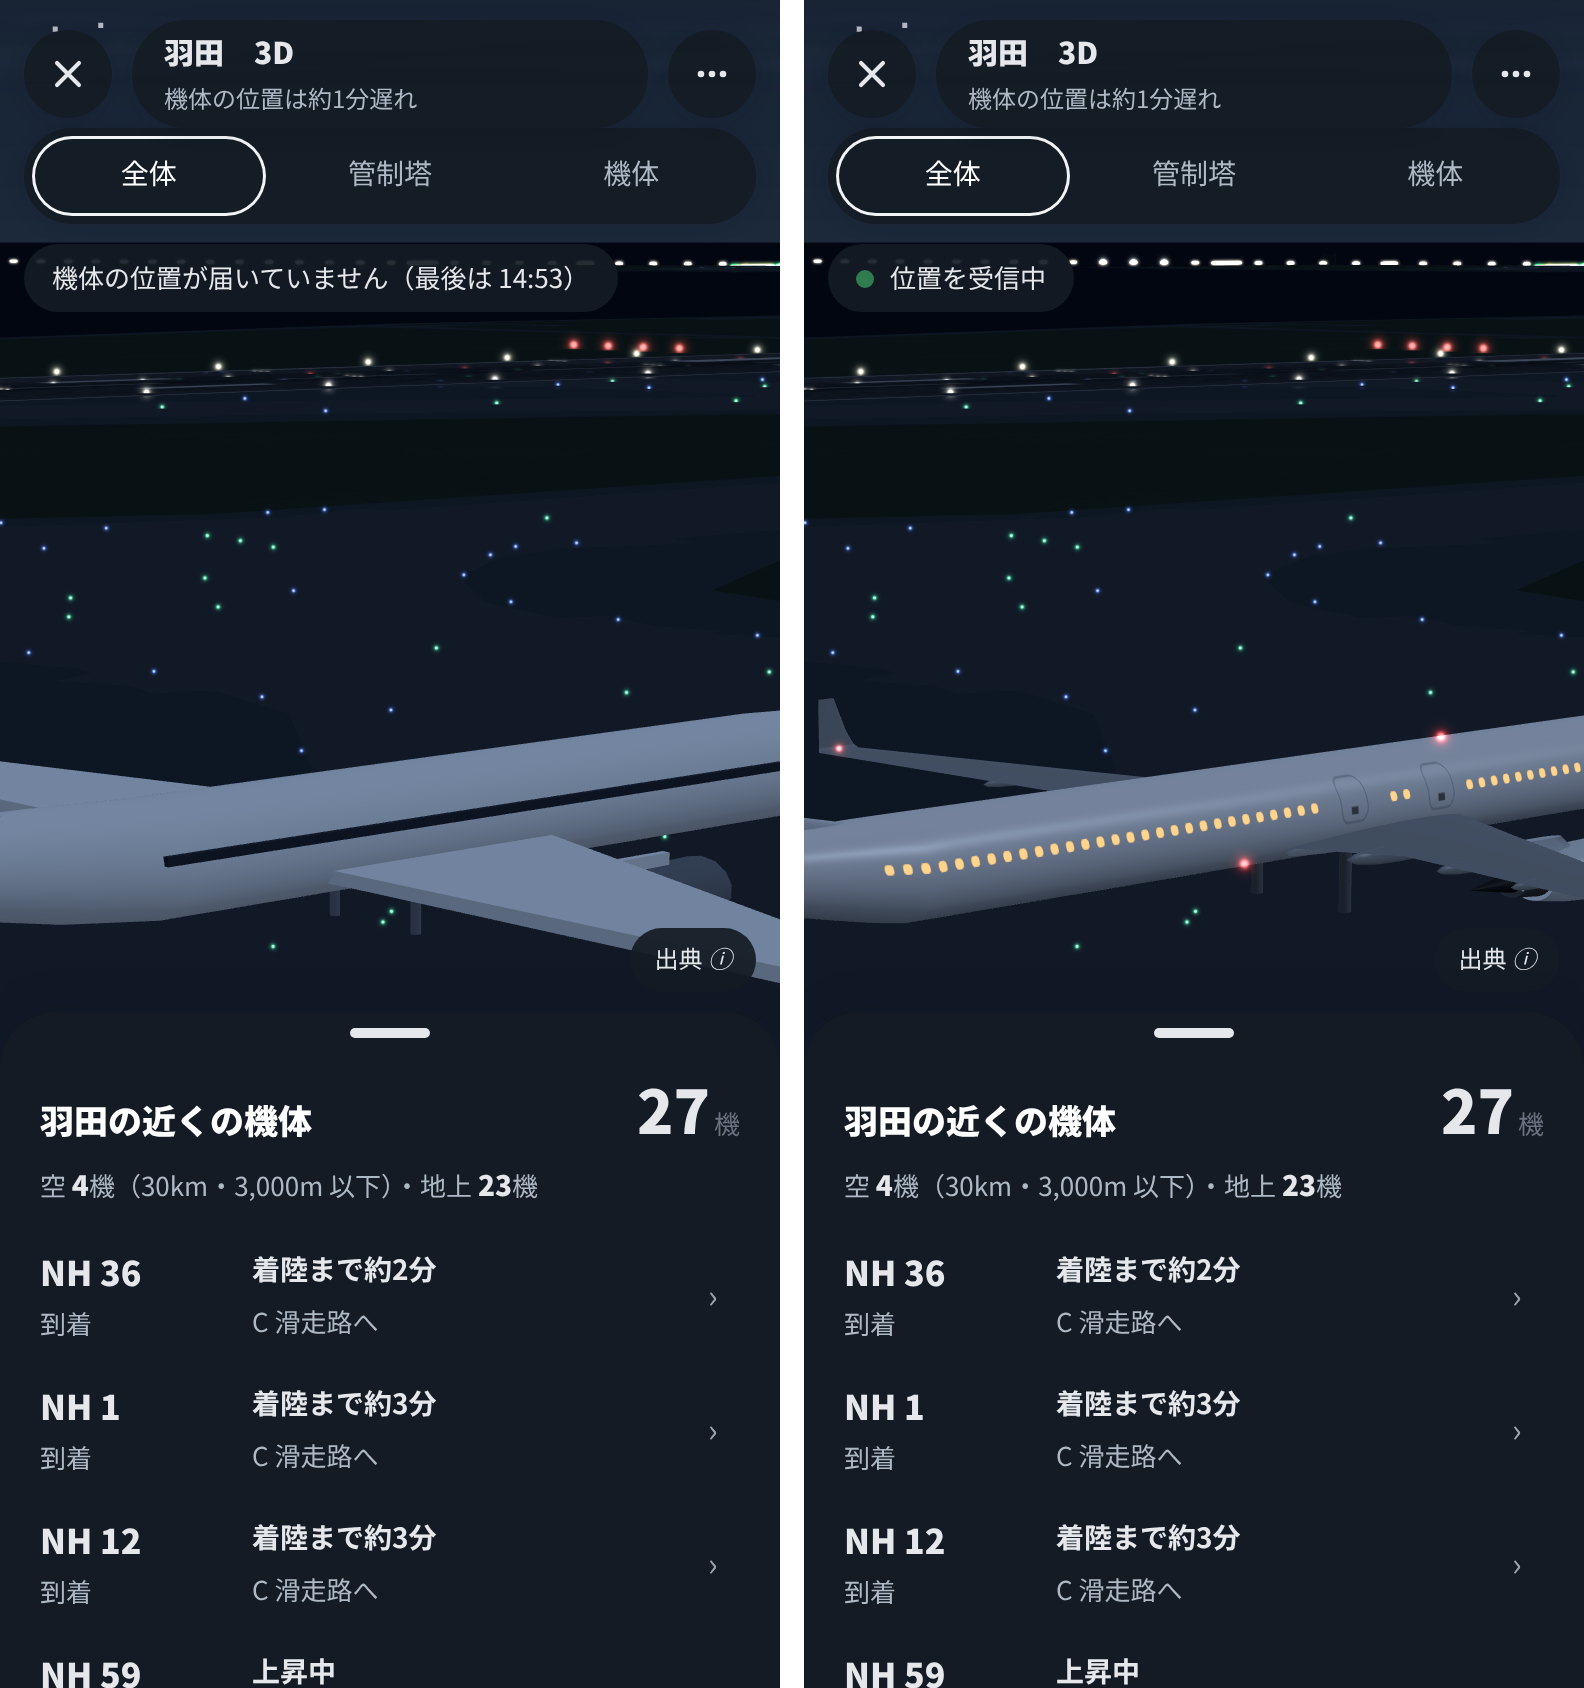 羽田 3D
機体の位置は約1分遅れ
全体 管制塔 機体
機体の位置が届いていません（最後は 14:53）
出典 ⓘ
羽田の近くの機体 27機
空 4機（30km・3,000m 以下）・地上 23機
NH 36 着陸まで約2分
到着 C 滑走路へ
NH 1 着陸まで約3分
到着 C 滑走路へ
NH 12 着陸まで約3分
到着 C 滑走路へ
NH 59 上昇中
羽田 3D
機体の位置は約1分遅れ
全体 管制塔 機体
位置を受信中
出典 ⓘ
羽田の近くの機体 27機
空 4機（30km・3,000m 以下）・地上 23機
NH 36 着陸まで約2分
到着 C 滑走路へ
NH 1 着陸まで約3分
到着 C 滑走路へ
NH 12 着陸まで約3分
到着 C 滑走路へ
NH 59 上昇中